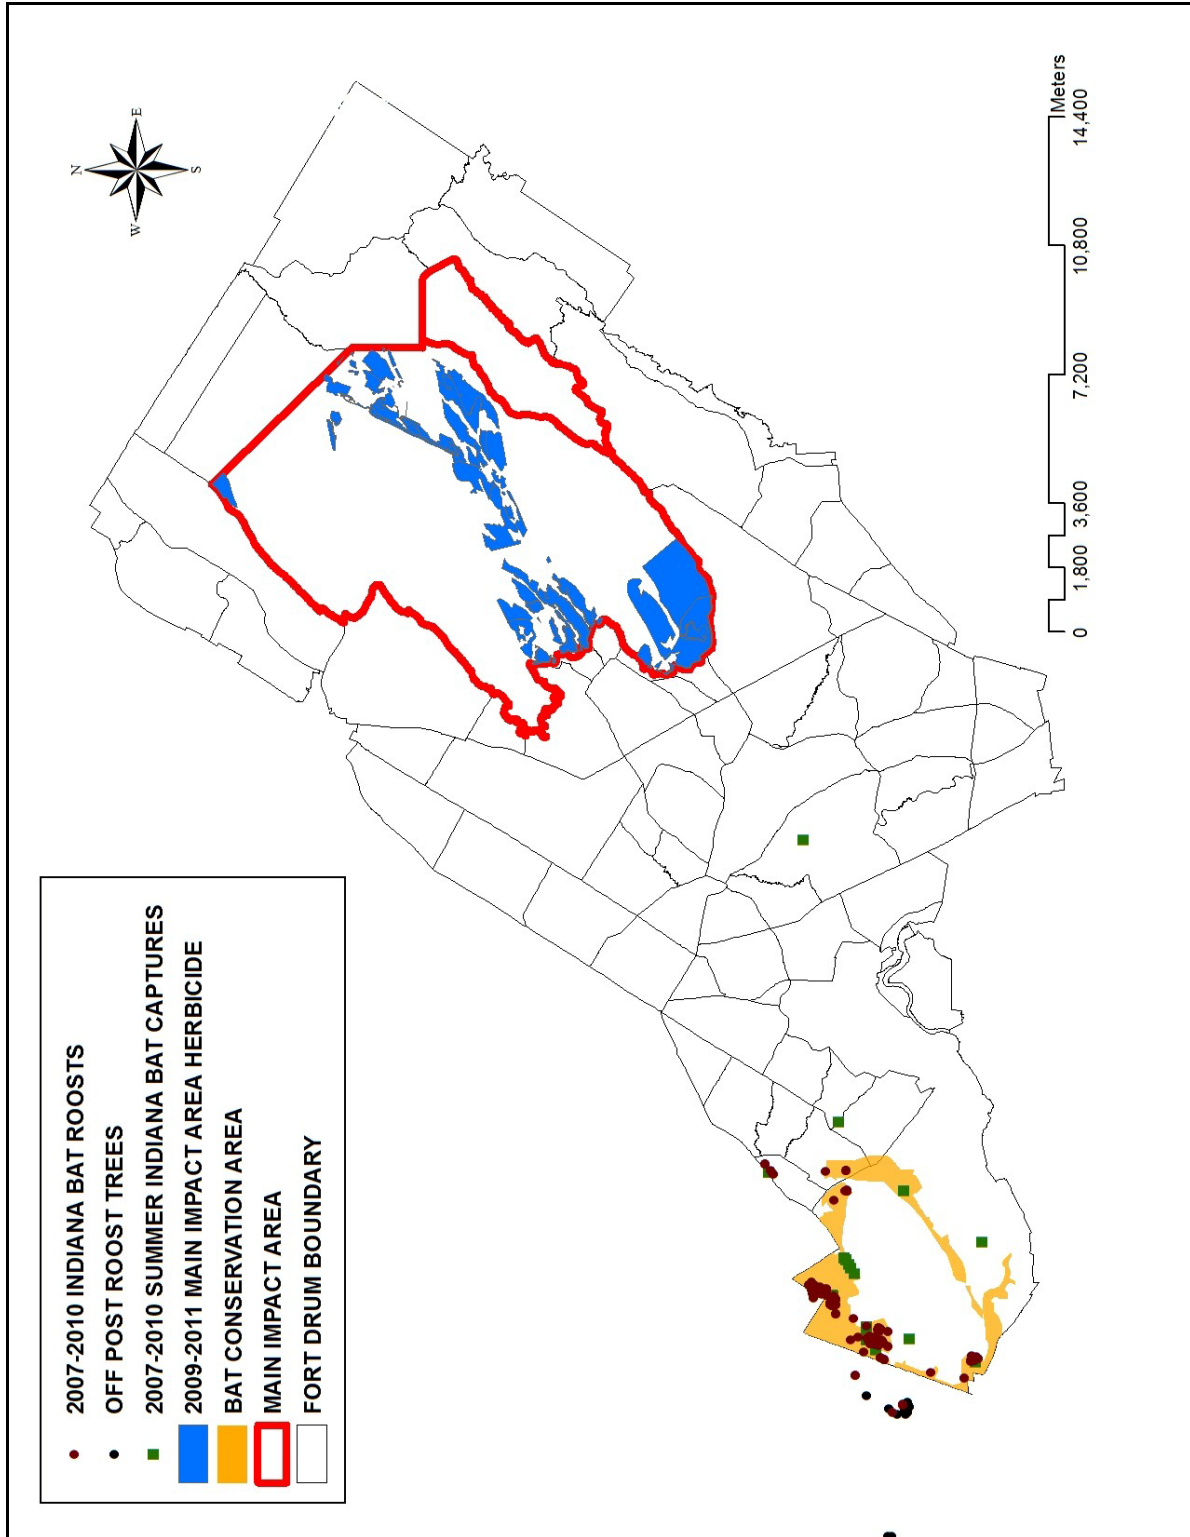 N
W E
S
2007-2010 INDIANA BAT ROOSTS
OFF POST ROOST TREES
2007-2010 SUMMER INDIANA BAT CAPTURES
2009-2011 MAIN IMPACT AREA HERBICIDE
BAT CONSERVATION AREA
MAIN IMPACT AREA
FORT DRUM BOUNDARY
0 1,800 3,600 7,200 10,800 14,400
Meters